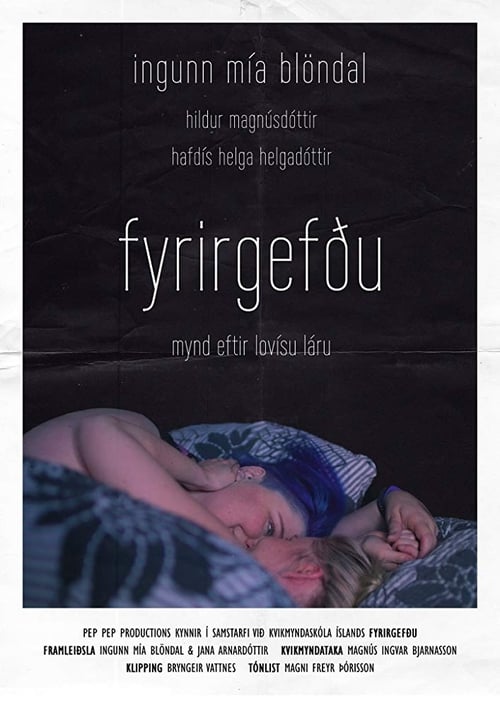 ingunn mía blöndal
hildur magnúsdóttir
hafdís helga helgadóttir
fyrirgefðu
mynd eftir lovísu láru
PEP PEP PRODUCTIONS KYNNIR Í SAMSTARFI VIÐ KVIKMYNDASKÓLA ÍSLANDS FYRIRGEFÐU
FRAMLEIÐSLA INGUNN MÍA BLÖNDAL & JANA ARNARDÓTTIR KVIKMYNDATAKA MAGNÚS INGVAR BJARNASSON
KLIPPING BRYNGEIR VATTNES TÓNLIST MAGNI FREYR ÞÓRISSON